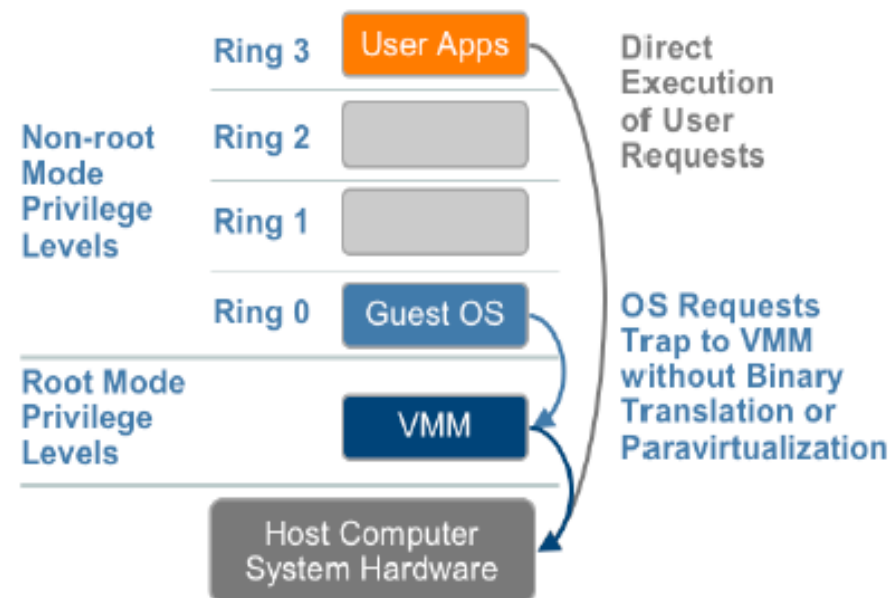 Ring 3
User Apps
Direct
Execution
of User
Requests
Non-root
Mode
Privilege
Levels
Ring 2
Ring 1
Ring 0
Guest OS
OS Requests
Trap to VMM
without Binary
Translation or
Paravirtualization
Root Mode
Privilege
Levels
VMM
Host Computer
System Hardware